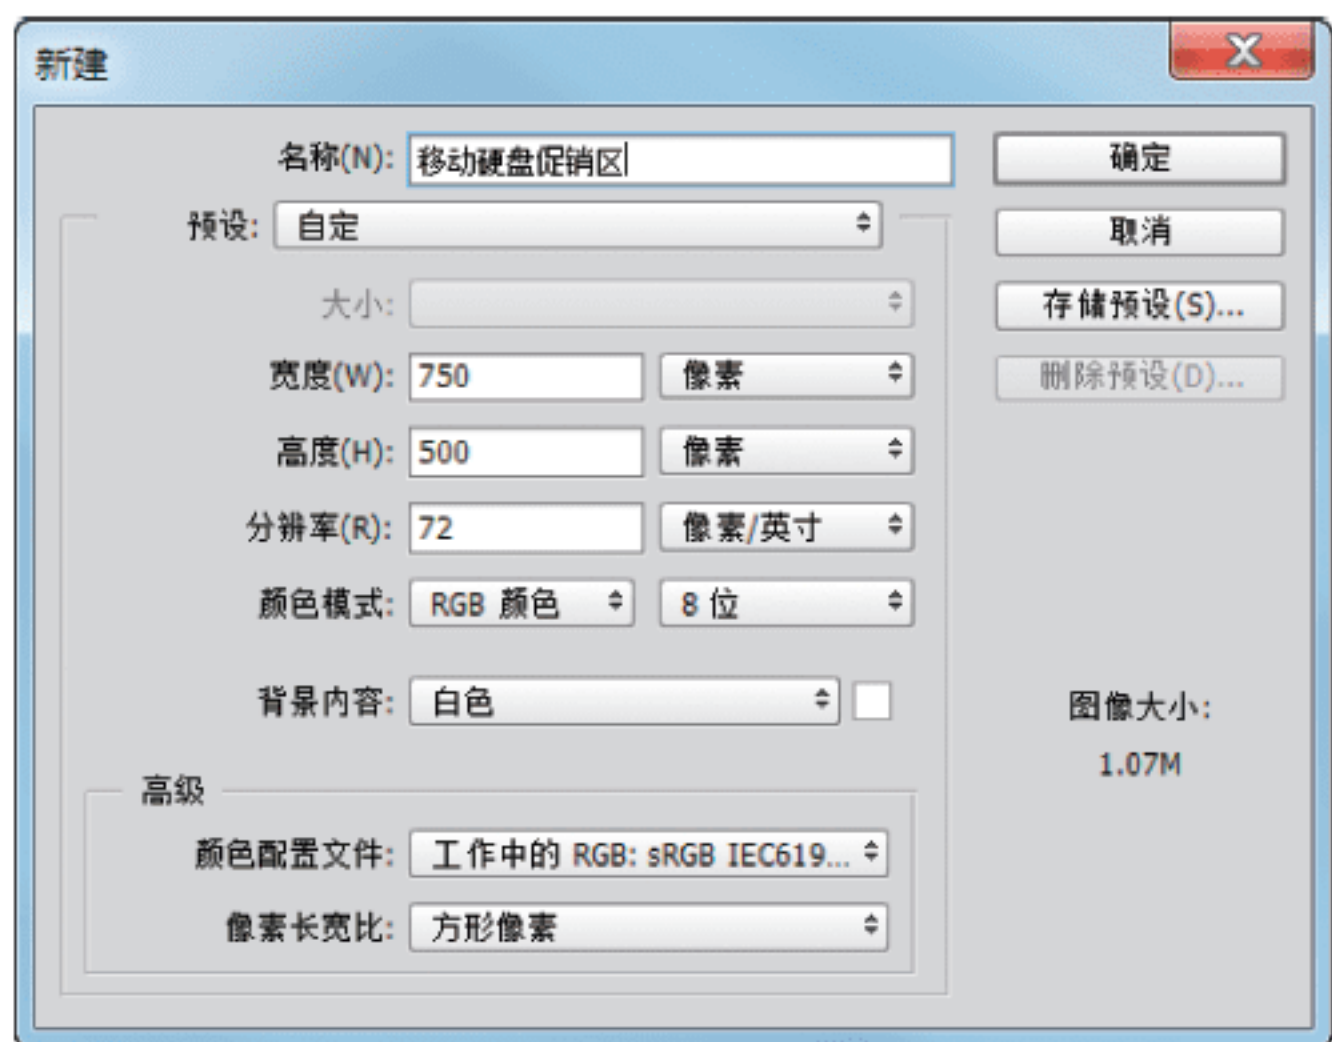 新建
名称(N): 移动硬盘促销区 确定
预设: 自定 取消
大小: 存储预设(S)...
宽度(W): 750 像素 删除预设(D)...
高度(H): 500 像素
分辨率(R): 72 像素/英寸
颜色模式: RGB 颜色 8 位
背景内容: 白色 图像大小:
1.07M
高级
颜色配置文件: 工作中的 RGB: sRGB IEC619...
像素长宽比: 方形像素